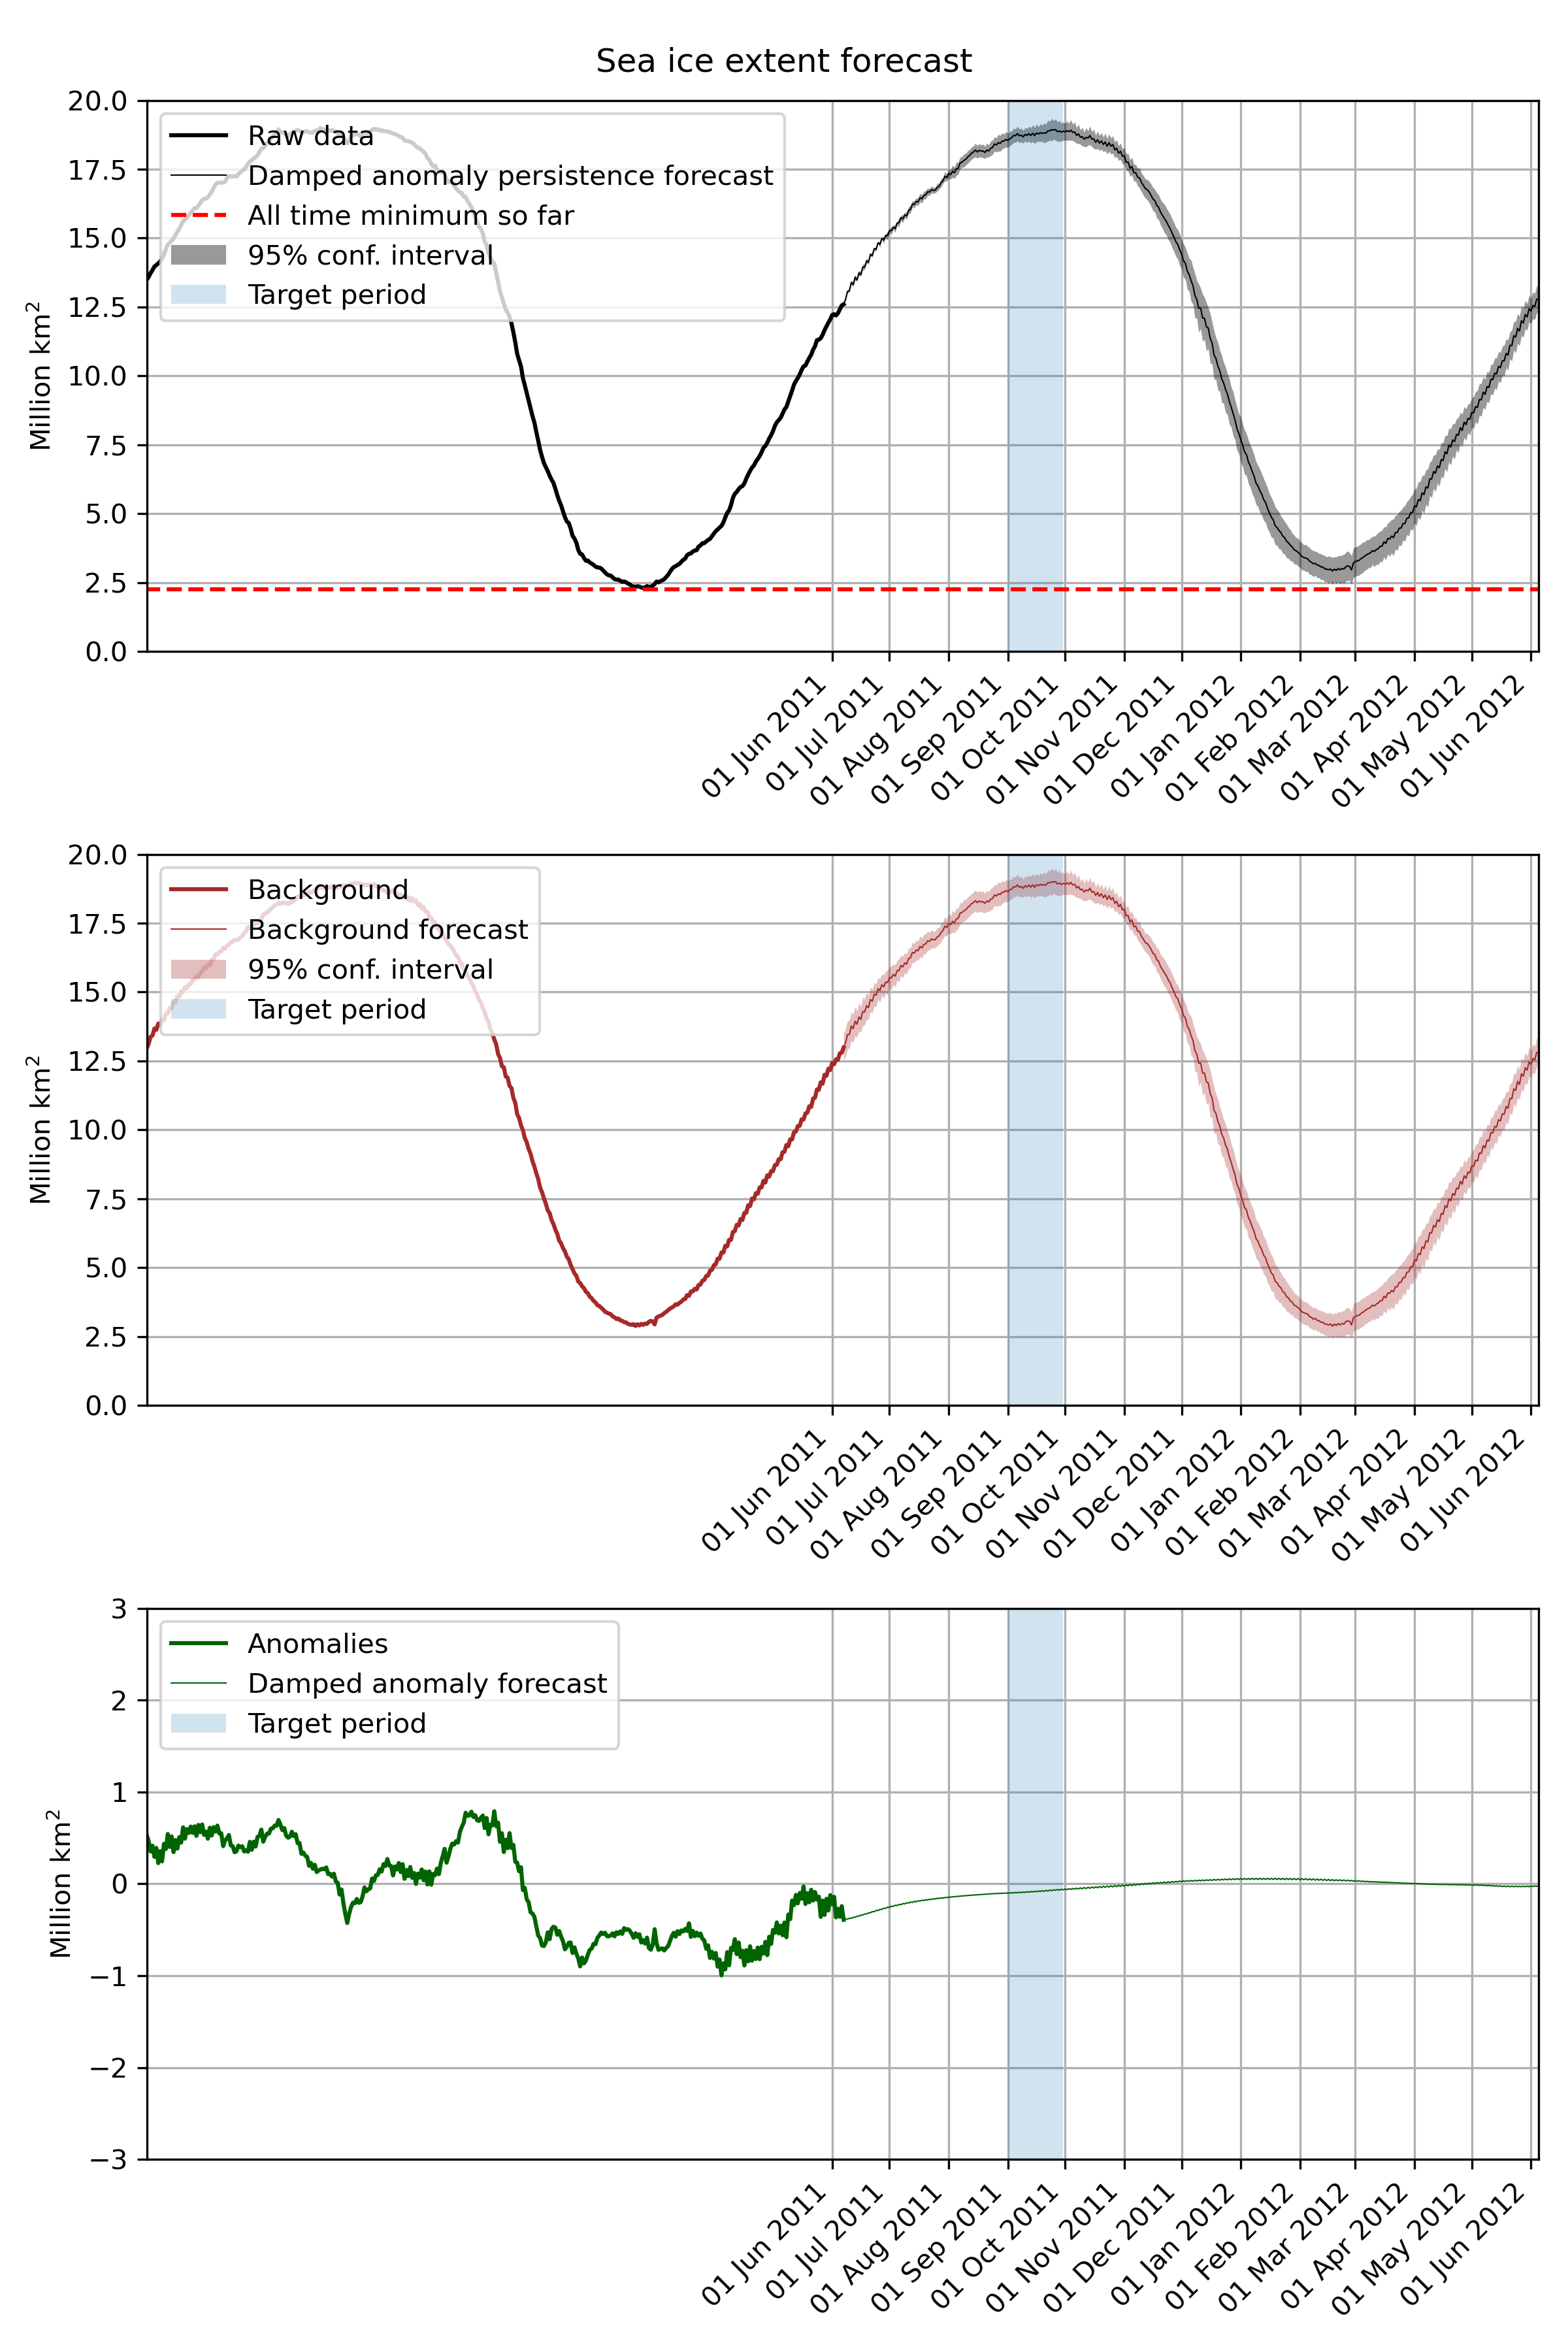 Sea ice extent forecast
20.0
17.5
15.0
12.5
10.0
7.5
5.0
2.5
0.0
Million km²
Raw data
Damped anomaly persistence forecast
All time minimum so far
95% conf. interval
Target period
01 Jun 2011
01 Jul 2011
01 Aug 2011
01 Sep 2011
01 Oct 2011
01 Nov 2011
01 Dec 2011
01 Jan 2012
01 Feb 2012
01 Mar 2012
01 Apr 2012
01 May 2012
01 Jun 2012
20.0
17.5
15.0
12.5
10.0
7.5
5.0
2.5
0.0
Million km²
Background
Background forecast
95% conf. interval
Target period
01 Jun 2011
01 Jul 2011
01 Aug 2011
01 Sep 2011
01 Oct 2011
01 Nov 2011
01 Dec 2011
01 Jan 2012
01 Feb 2012
01 Mar 2012
01 Apr 2012
01 May 2012
01 Jun 2012
3
2
1
0
−1
−2
−3
Million km²
Anomalies
Damped anomaly forecast
Target period
01 Jun 2011
01 Jul 2011
01 Aug 2011
01 Sep 2011
01 Oct 2011
01 Nov 2011
01 Dec 2011
01 Jan 2012
01 Feb 2012
01 Mar 2012
01 Apr 2012
01 May 2012
01 Jun 2012